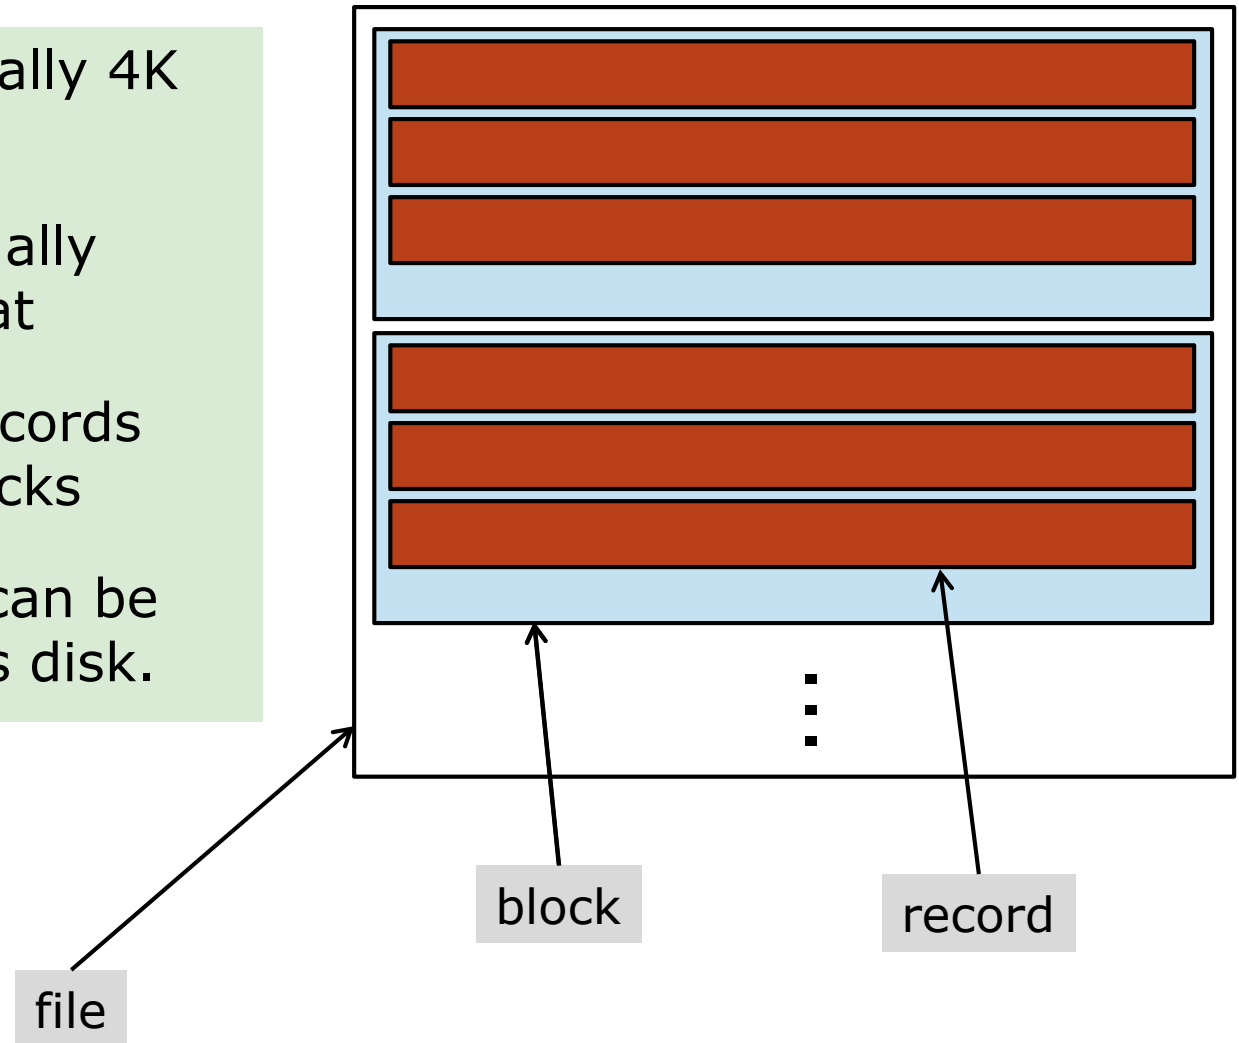 ally 4K
ally
at
cords
cks
can be
s disk.
block
record
file